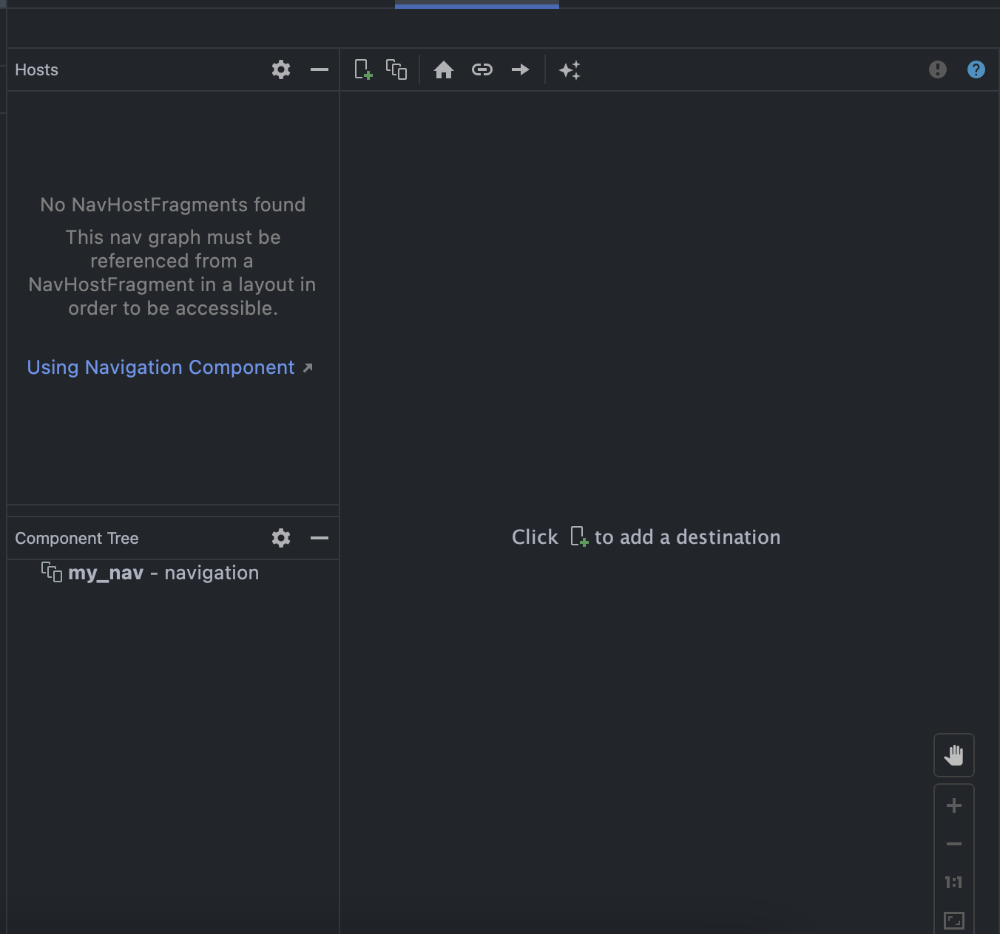 Hosts
No NavHostFragments found
This nav graph must be
referenced from a
NavHostFragment in a layout in
order to be accessible.
Using Navigation Component
Component Tree
my_nav - navigation
Click to add a destination
1:1